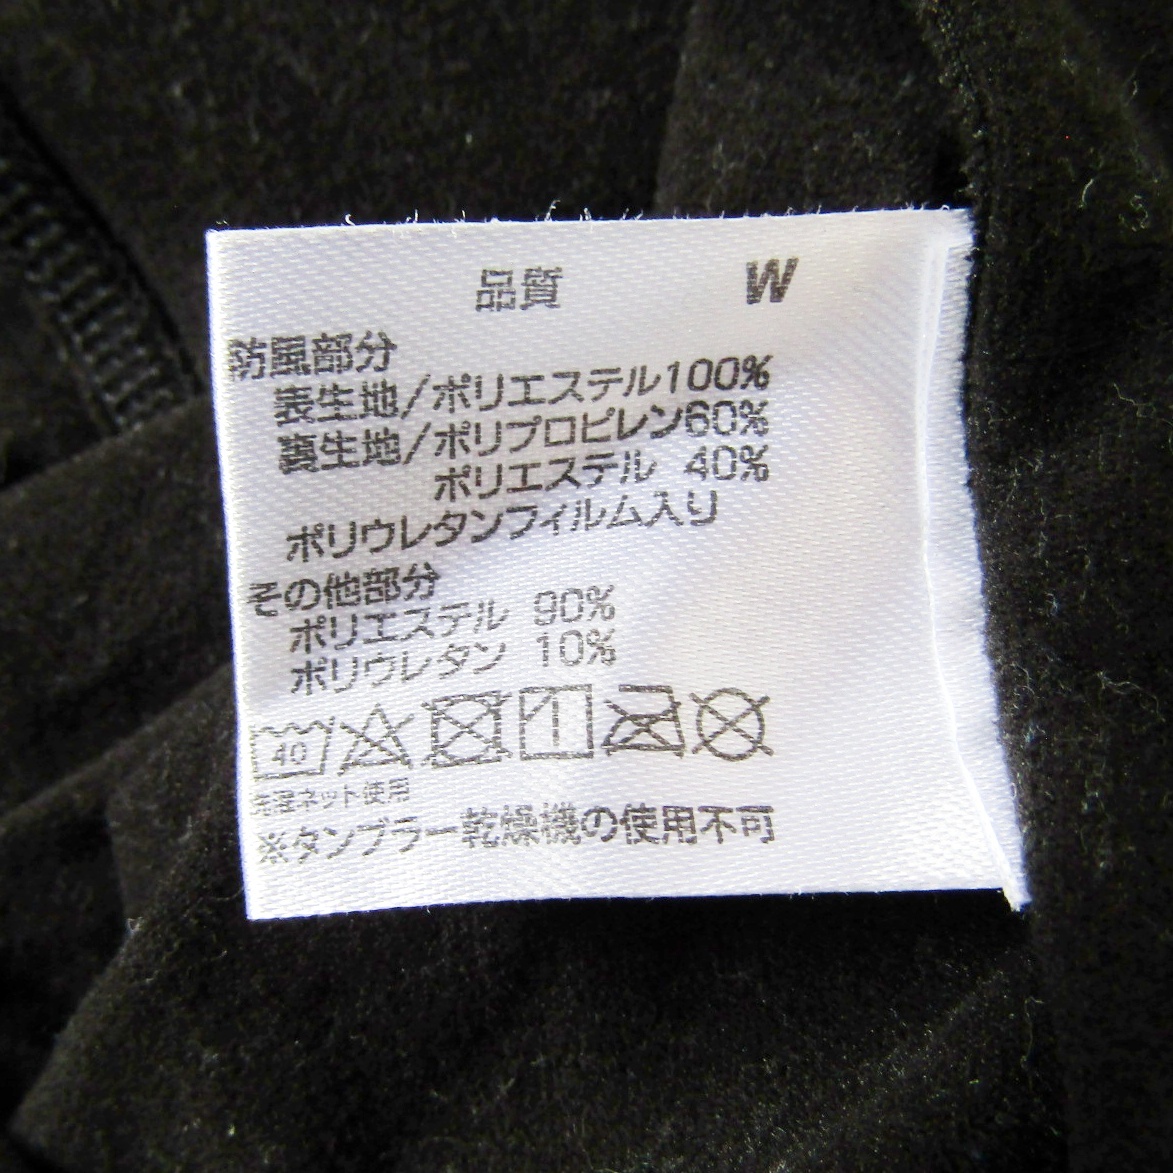 品質 W
防風部分
表生地/ポリエステル100%
裏生地/ポリプロピレン60%
ポリエステル 40%
ポリウレタンフィルム入り
その他部分
ポリエステル 90%
ポリウレタン 10%
40
洗濯ネット使用
※タンブラー乾燥機の使用不可